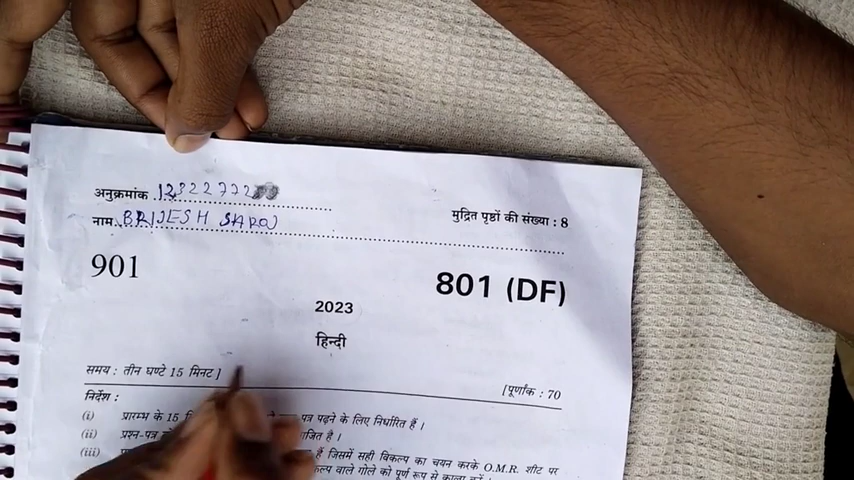 अनुक्रमांक
नाम BRIJESH SAROJ
मुद्रित पृष्ठों की संख्या : 8
901
801 (DF)
2023
हिन्दी
समय : तीन घण्टे 15 मिनट ]
[पूर्णांक : 70
निर्देश :
(i) प्रारम्भ के 15 पत्र पढ़ने के लिए निर्धारित हैं ।
(ii) प्रश्न-पत्र
(iii) हैं जिसमें सही विकल्प का चयन करके O.M.R. शीट पर
वाले गोले को पूर्ण रूप से काला करें ।